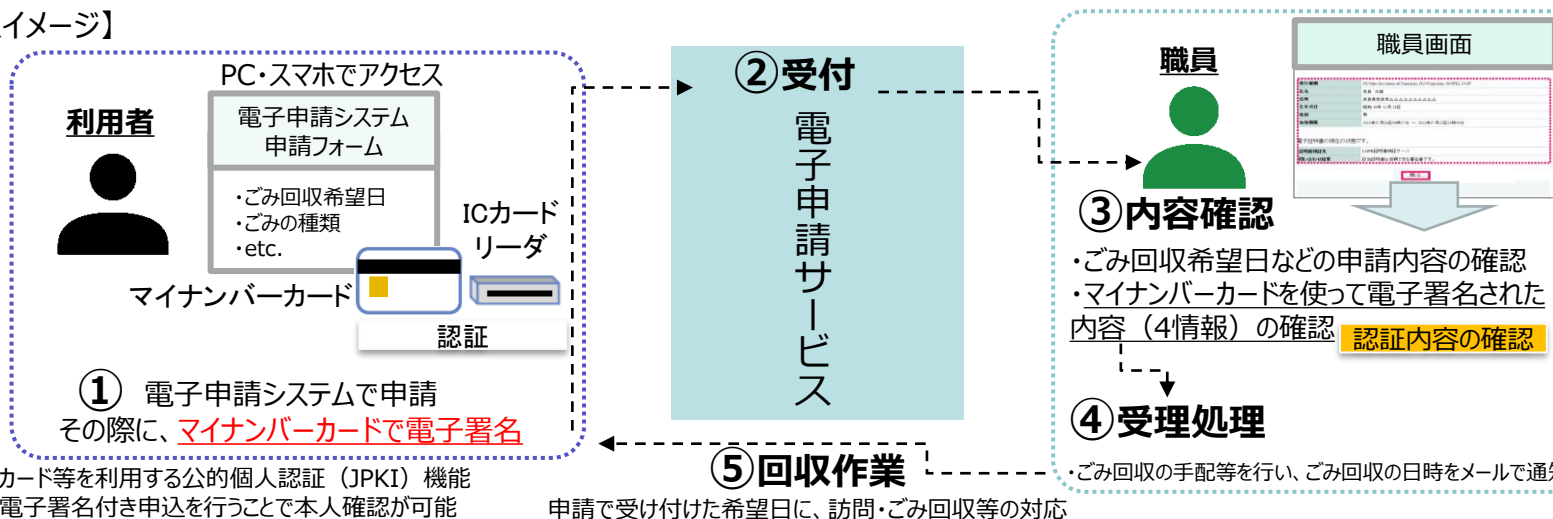 イメージ】
PC・スマホでアクセス
利用者
電子申請システム
申請フォーム
・ごみ回収希望日
・ごみの種類
・etc.
ICカード
リーダ
マイナンバーカード
認証
① 電子申請システムで申請
その際に、マイナンバーカードで電子署名
カード等を利用する公的個人認証（JPKI）機能
電子署名付き申込を行うことで本人確認が可能
②受付
電子申請サービス
職員
職員画面
③内容確認
・ごみ回収希望日などの申請内容の確認
・マイナンバーカードを使って電子署名された
内容（4情報）の確認
認証内容の確認
④受理処理
・ごみ回収の手配等を行い、ごみ回収の日時をメールで通
⑤回収作業
申請で受け付けた希望日に、訪問・ごみ回収等の対応